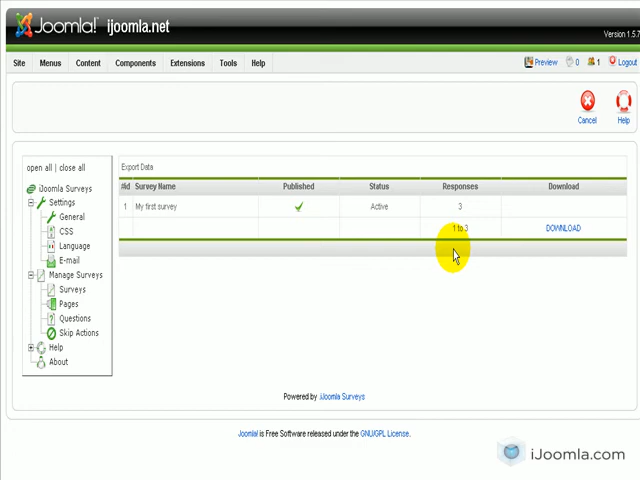 Joomla!® ijoomla.net
Version 1.5.7
Site Menus Content Components Extensions Tools Help Preview 0 1 Logout
Cancel Help
open all | close all
iJoomla Surveys
Settings
General
CSS
Language
E-mail
Manage Surveys
Surveys
Pages
Questions
Skip Actions
Help
About
Export Data
#id Survey Name Published Status Responses Download
1 My first survey Active 3
1 to 3 DOWNLOAD
Powered by iJoomla Surveys
Joomla! is Free Software released under the GNU/GPL License.
iJoomla.com